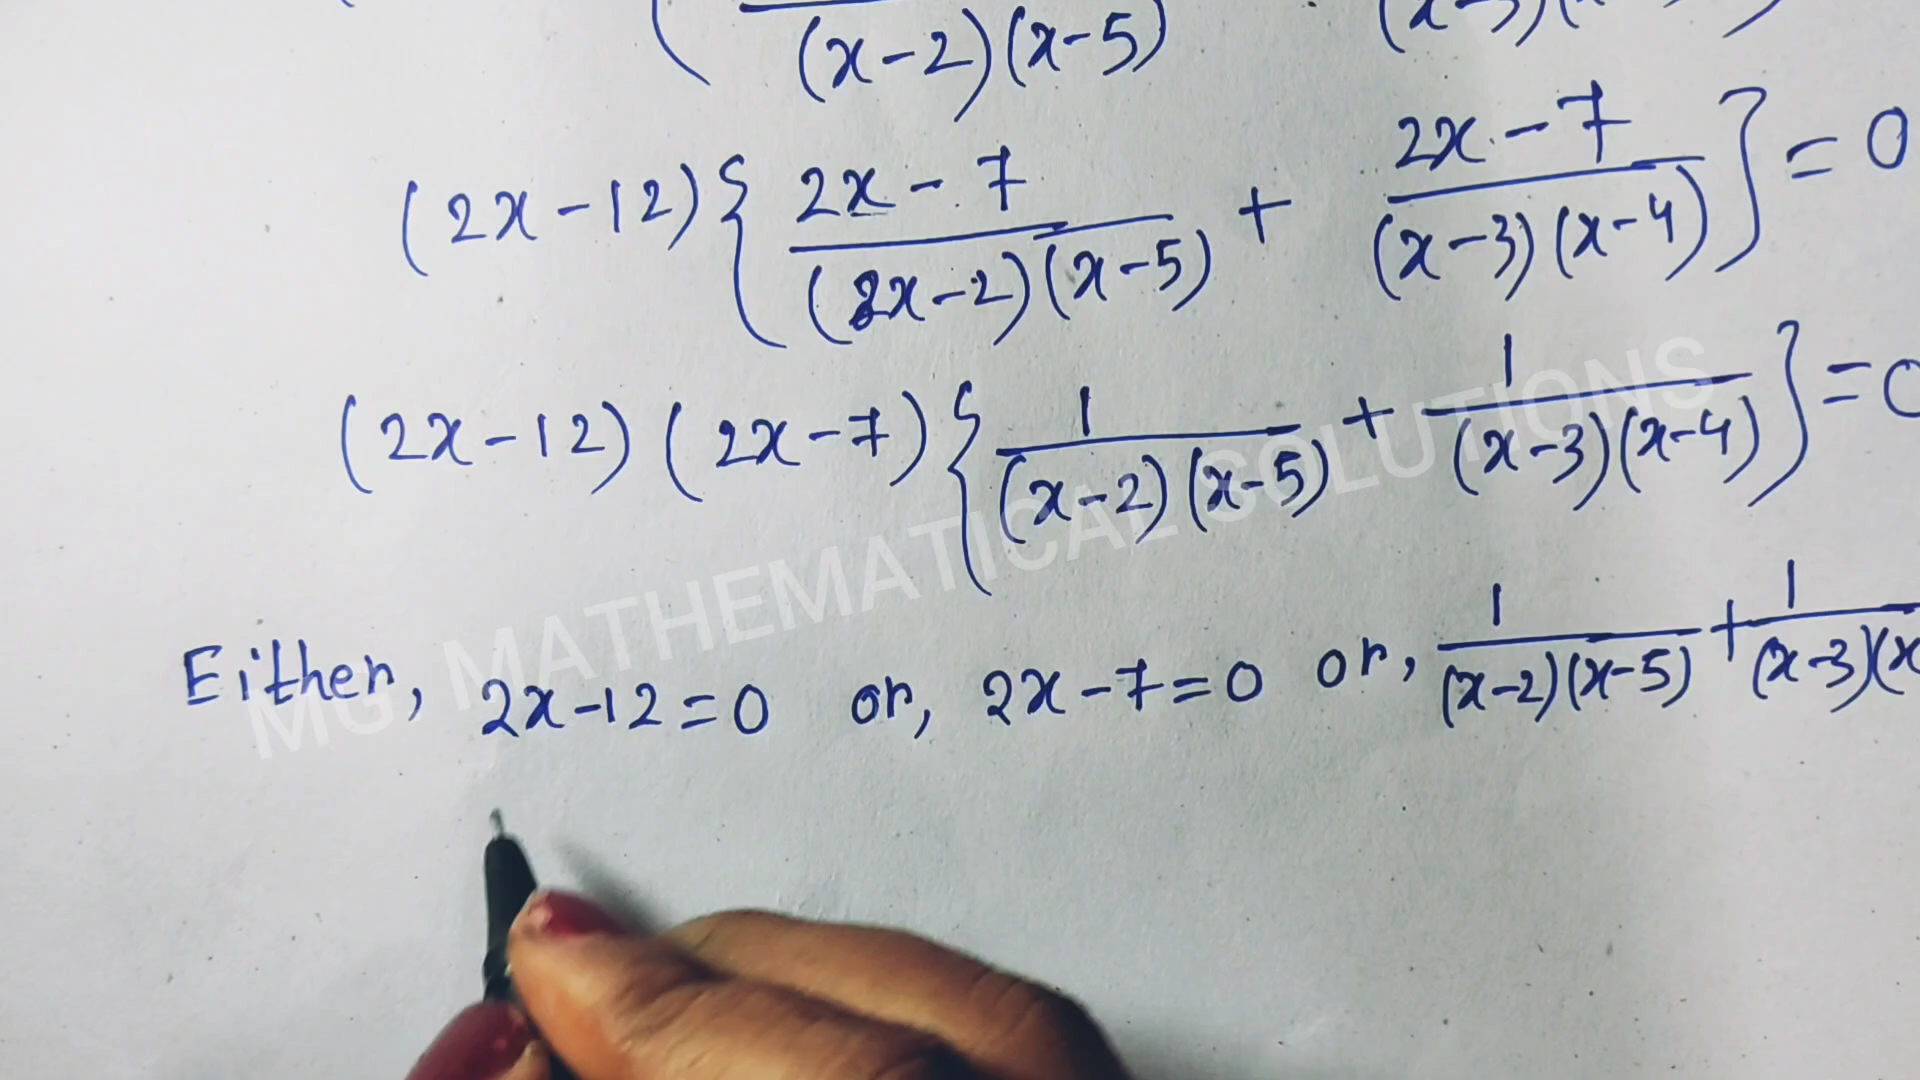 (x-2)(x-5) (x-3)(
(2x-12){2x-7/(2x-2)(x-5) + 2x-7/(x-3)(x-4)} = 0
(2x-12)(2x-7){1/(x-2)(x-5) + 1/(x-3)(x-4)} = 0
Either, 2x-12=0 or, 2x-7=0 or, 1/(x-2)(x-5) + 1/(x-3)(x
MG MATHEMATICAL SOLUTIONS